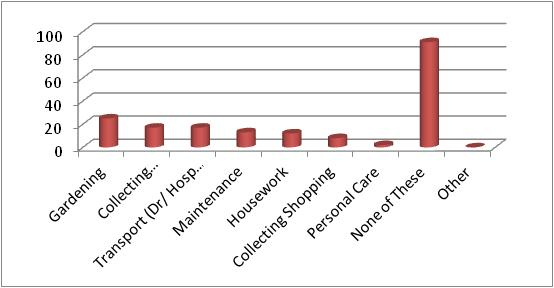 100
80
60
40
20
0
Gardening
Collecting...
Transport (Dr/ Hosp...
Maintenance
Housework
Collecting Shopping
Personal Care
None of These
Other